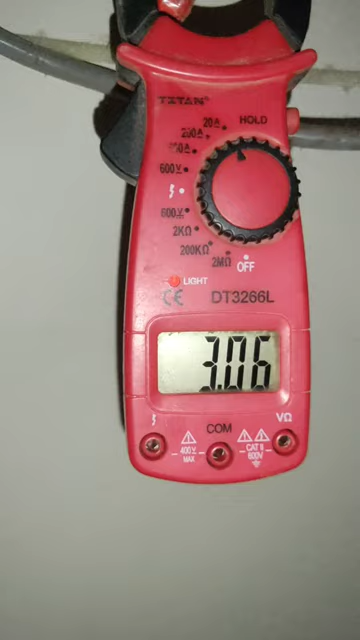 TXTAN
HOLD
20A
200A
600V
600V
2KΩ
200KΩ
2MΩ
OFF
LIGHT
CE DT3266L
3.06
COM
VΩ
400V
MAX
CAT II
600V